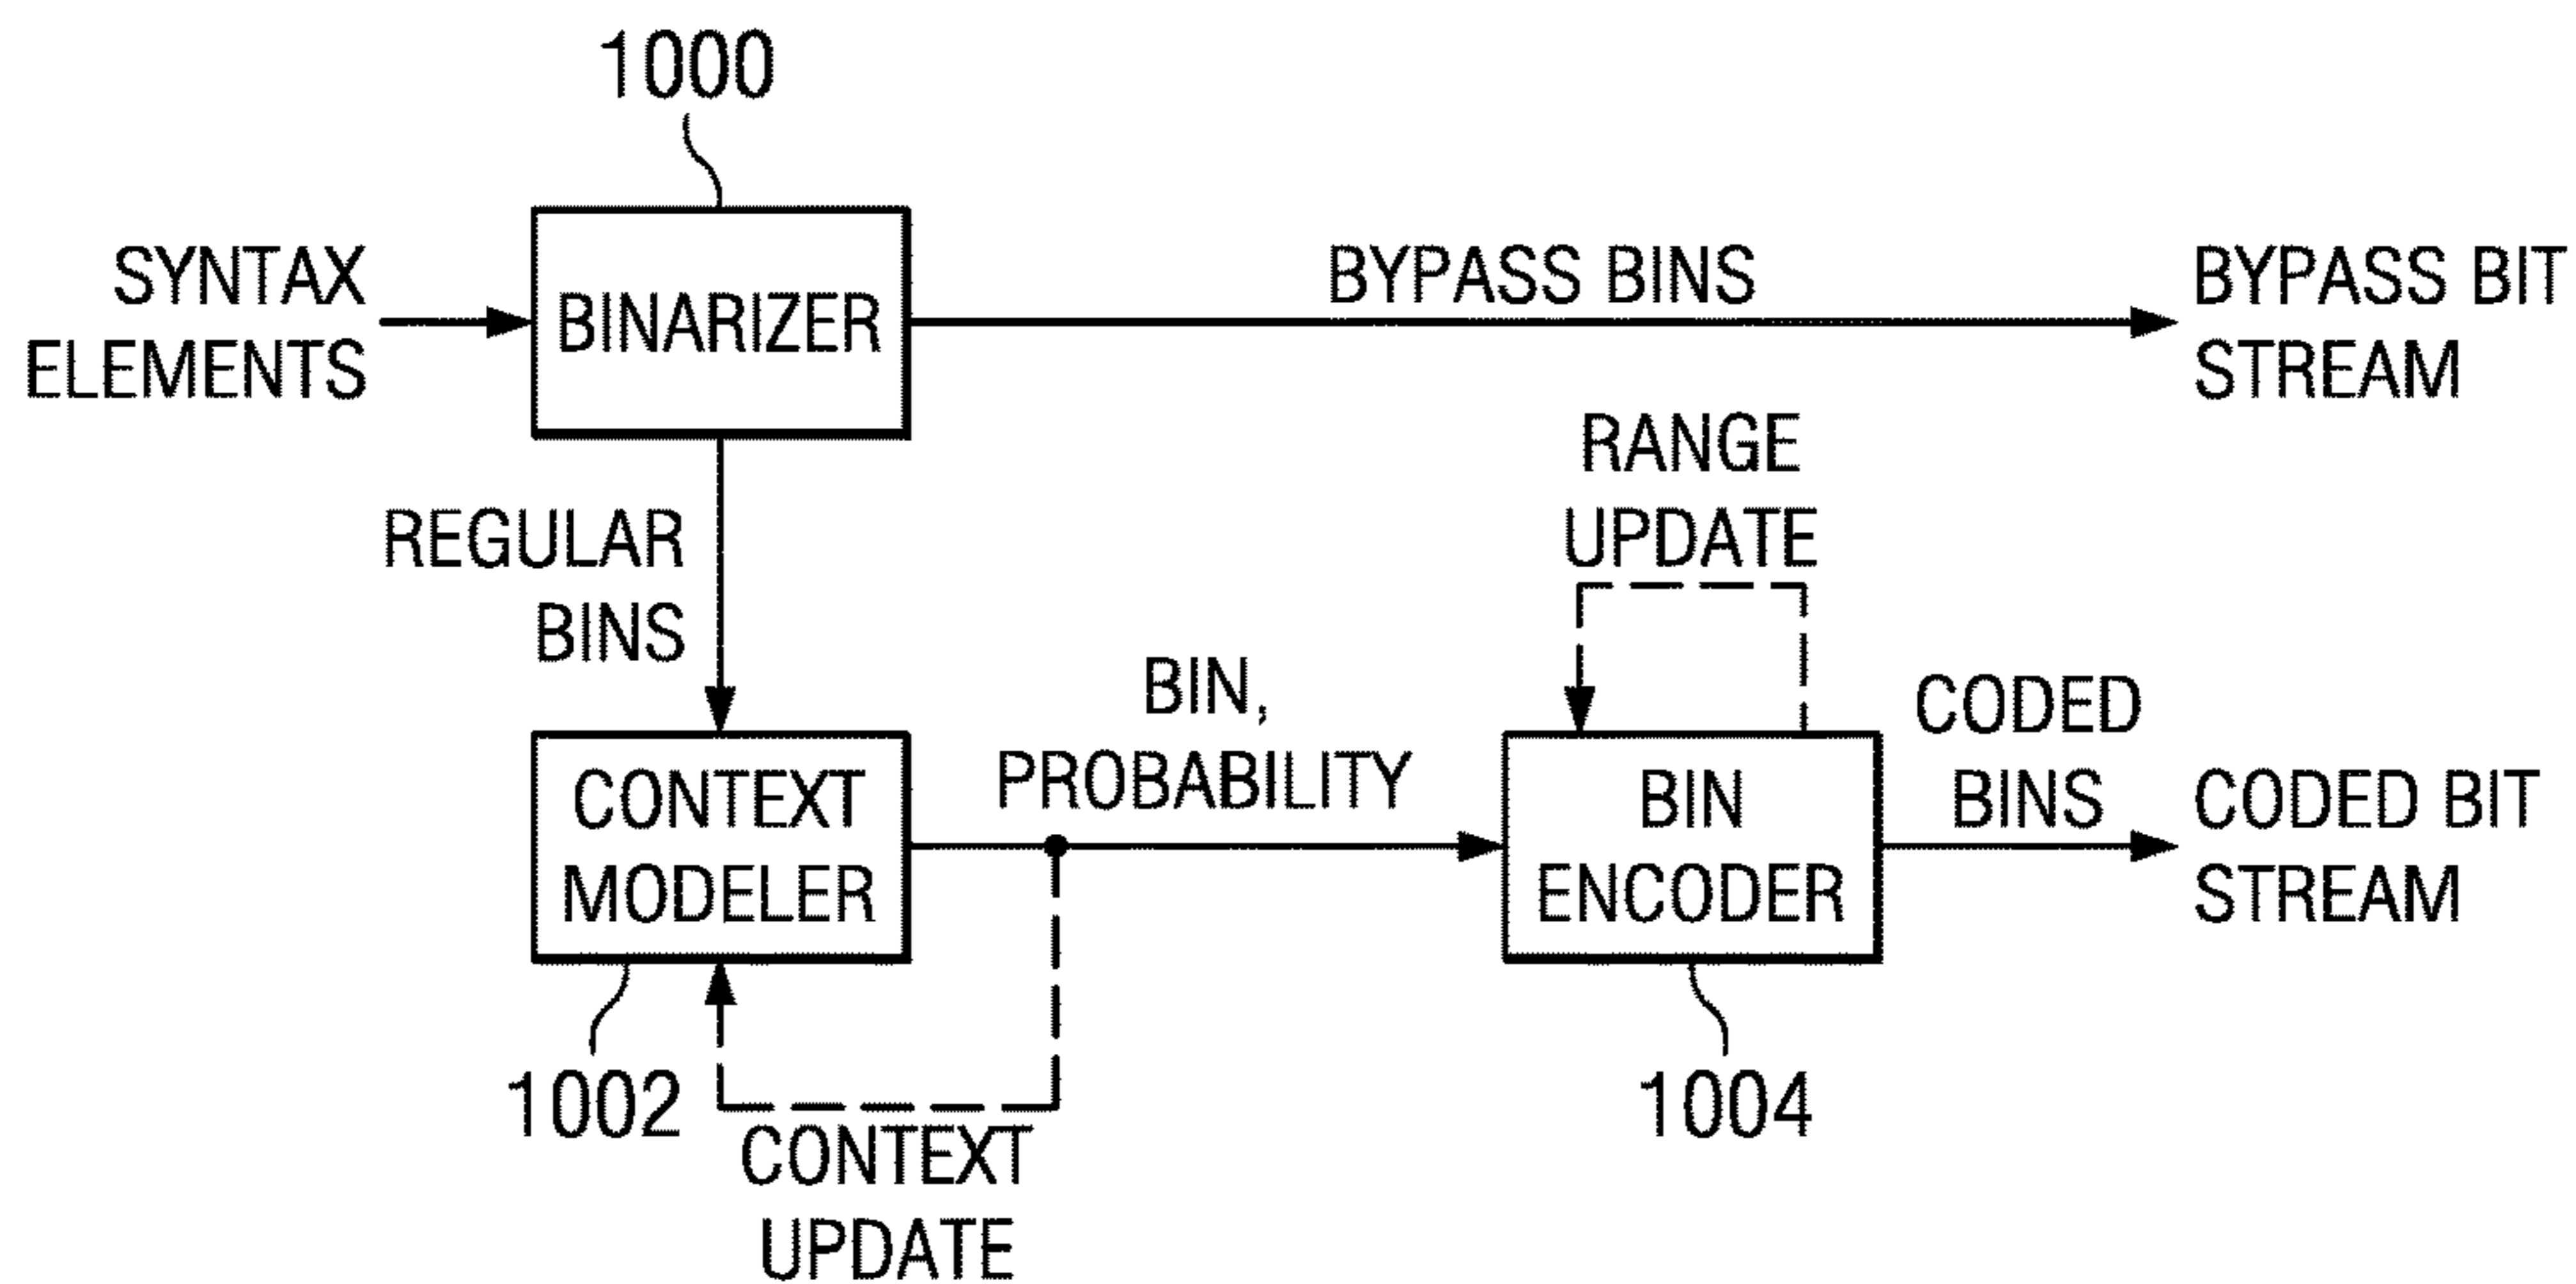 1000
SYNTAX
ELEMENTS
BINARIZER
BYPASS BINS
BYPASS BIT
STREAM
REGULAR
BINS
RANGE
UPDATE
CONTEXT
MODELER
BIN,
PROBABILITY
BIN
ENCODER
CODED
BINS
CODED BIT
STREAM
1002
CONTEXT
UPDATE
1004